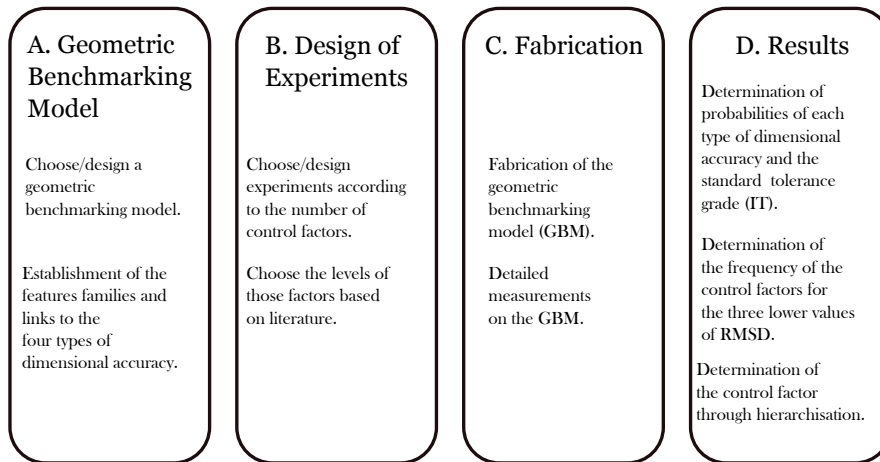 A. Geometric
Benchmarking
Model
Choose/design a
geometric
benchmarking model.
Establishment of the
features families and
links to the
four types of
dimensional accuracy.
B. Design of
Experiments
Choose/design
experiments according
to the number of
control factors.
Choose the levels of
those factors based
on literature.
C. Fabrication
Fabrication of the
geometric
benchmarking
model (GBM).
Detailed
measurements
on the GBM.
D. Results
Determination of
probabilities of each
type of dimensional
accuracy and the
standard tolerance
grade (IT).
Determination of
the frequency of the
control factors for
the three lower values
of RMSD.
Determination of
the control factor
through hierarchisation.